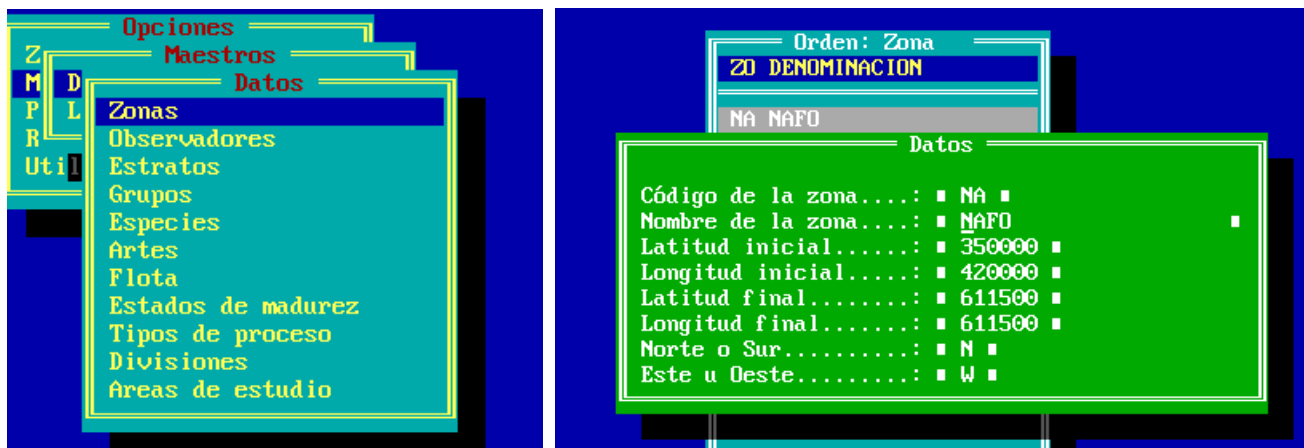 Opciones
Z
Maestros
M D
Datos
P L
R
Util
Zonas
Observadores
Estratos
Grupos
Especies
Artes
Flota
Estados de madurez
Tipos de proceso
Divisiones
Areas de estudio
Orden: Zona
ZO DENOMINACION
NA NAFO
Datos
Código de la zona....: NA
Nombre de la zona....: NAFO
Latitud inicial......: 350000
Longitud inicial.....: 420000
Latitud final........: 611500
Longitud final.......: 611500
Norte o Sur..........: N
Este u Oeste.........: W